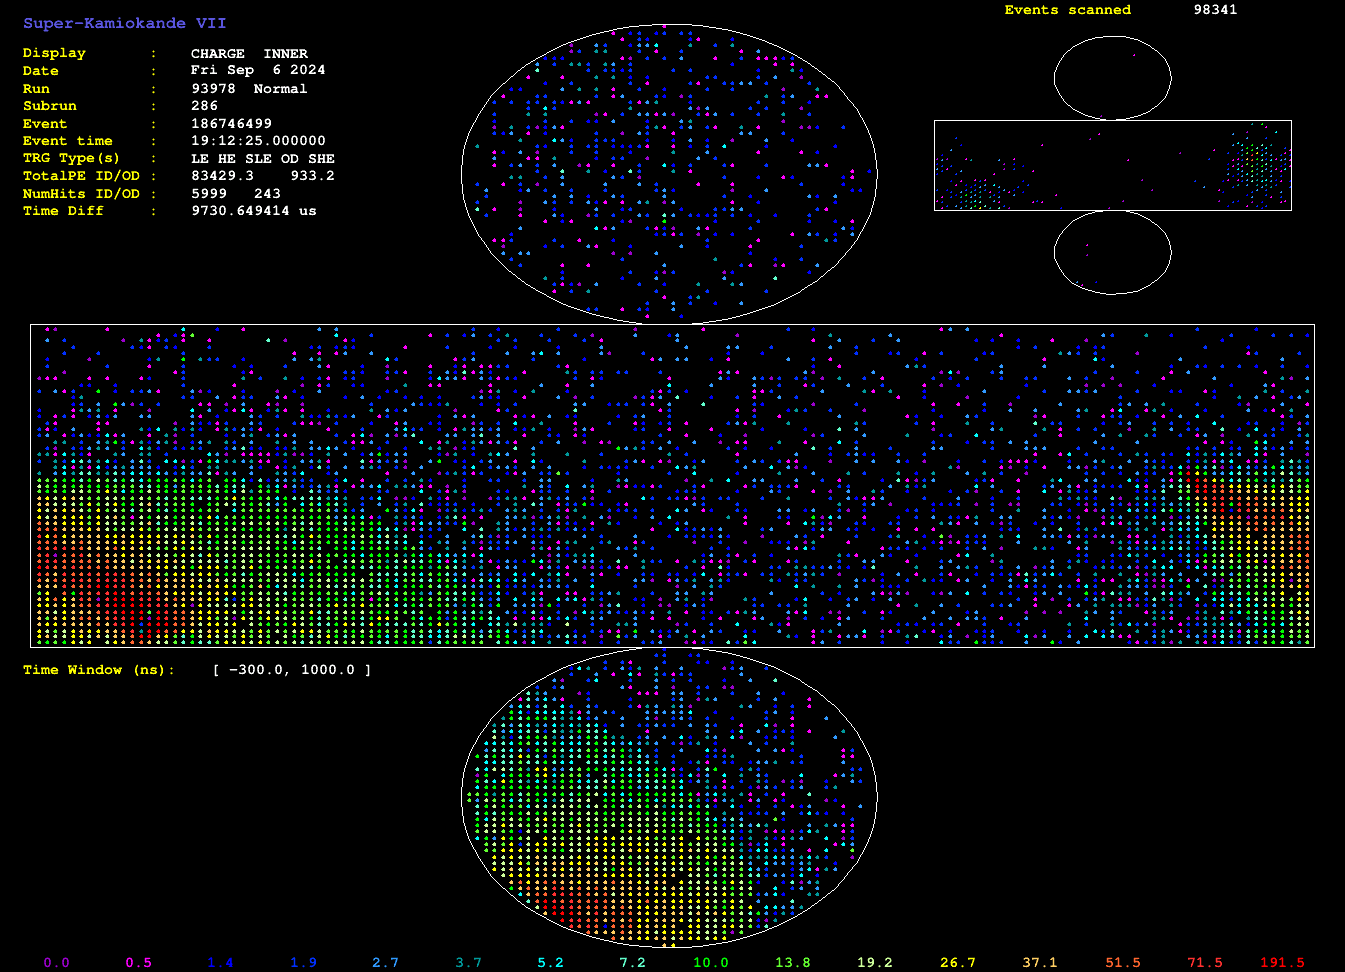 Super-Kamiokande VII
Events scanned 98341
Display : CHARGE INNER
Date : Fri Sep 6 2024
Run : 93978 Normal
Subrun : 286
Event : 186746499
Event time : 19:12:25.000000
TRG Type(s) : LE HE SLE OD SHE
TotalPE ID/OD : 83429.3 933.2
NumHits ID/OD : 5999 243
Time Diff : 9730.649414 us
Time Window (ns): [ -300.0, 1000.0 ]
0.0 0.5 1.4 1.9 2.7 3.7 5.2 7.2 10.0 13.8 19.2 26.7 37.1 51.5 71.5 191.5